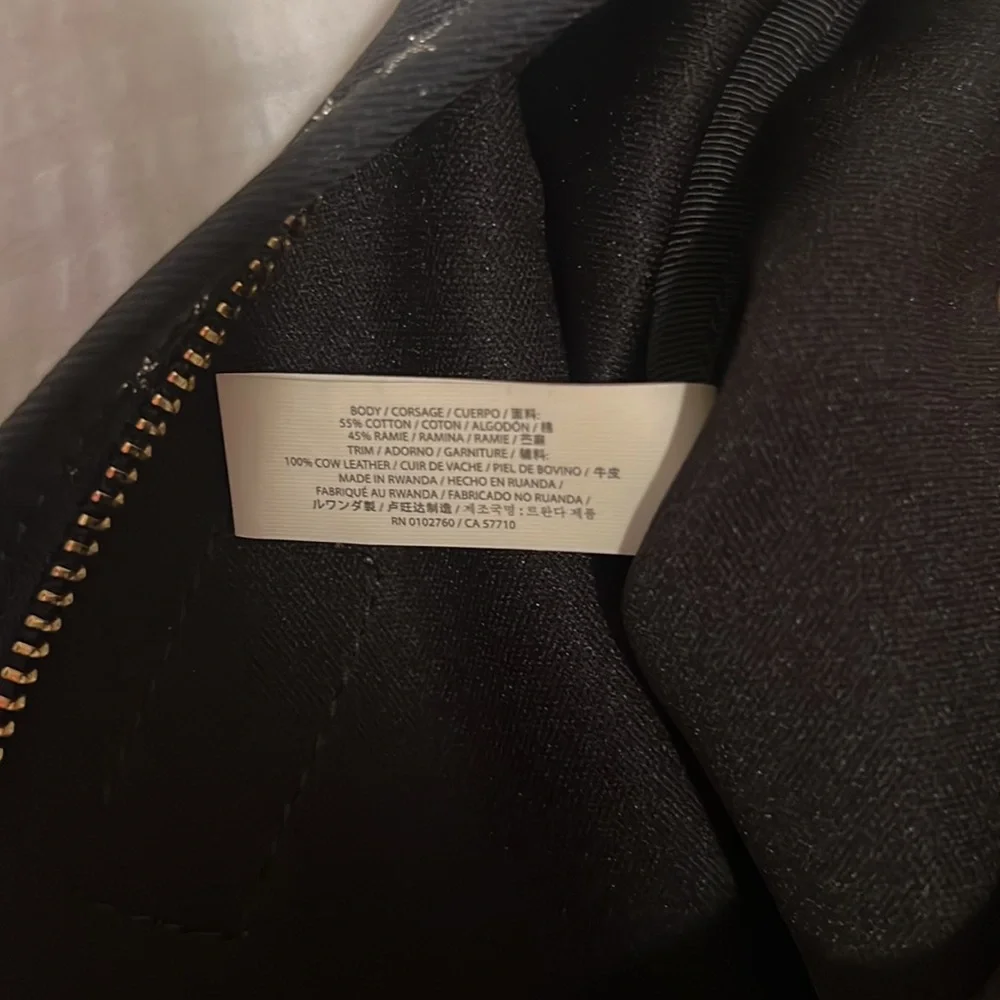 BODY / CORSAGE / CUERPO / 面料:
55% COTTON / COTON / ALGODÓN / 棉
45% RAMIE / RAMINA / RAMIE / 苎麻
TRIM / ADORNO / GARNITURE / 辅料:
100% COW LEATHER / CUIR DE VACHE / PIEL DE BOVINO / 牛皮
MADE IN RWANDA / HECHO EN RUANDA /
FABRIQUÉ AU RWANDA / FABRICADO NO RUANDA /
ルワンダ製 / 卢旺达制造 / 제조국명 : 르완다 제품
RN 0102760 / CA 57710